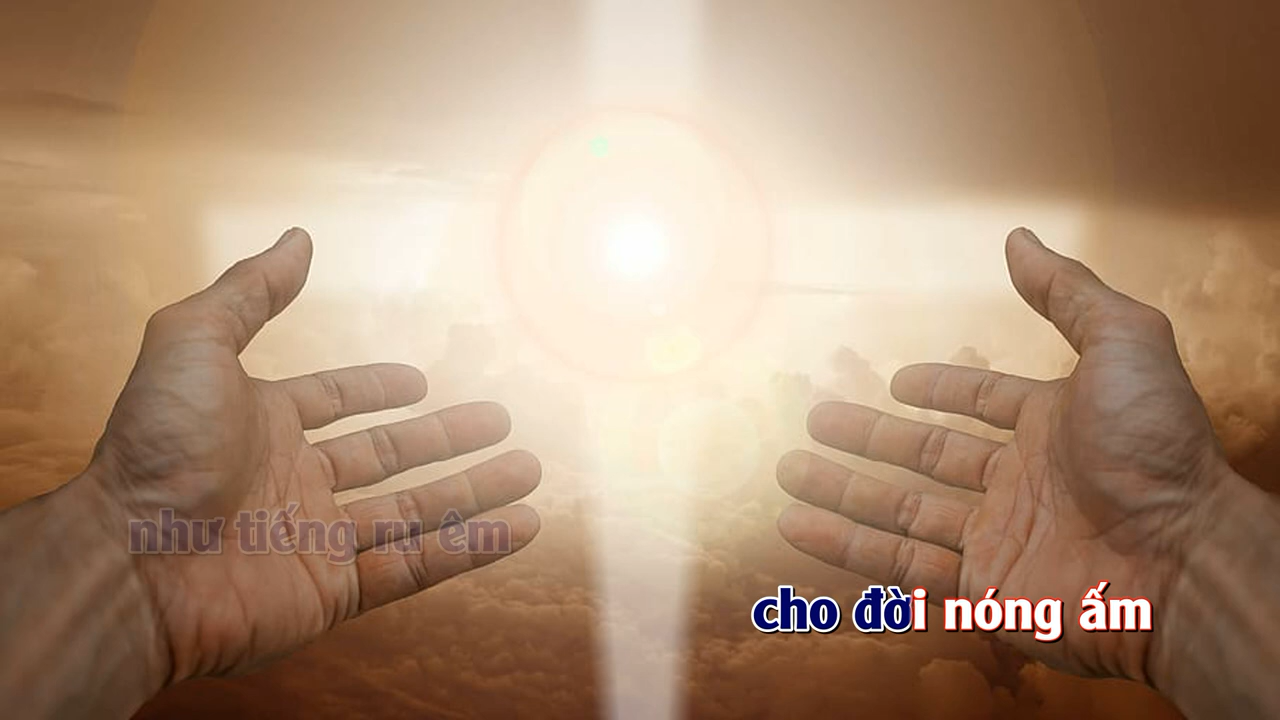 như tiếng ru êm
cho đời nóng ấm